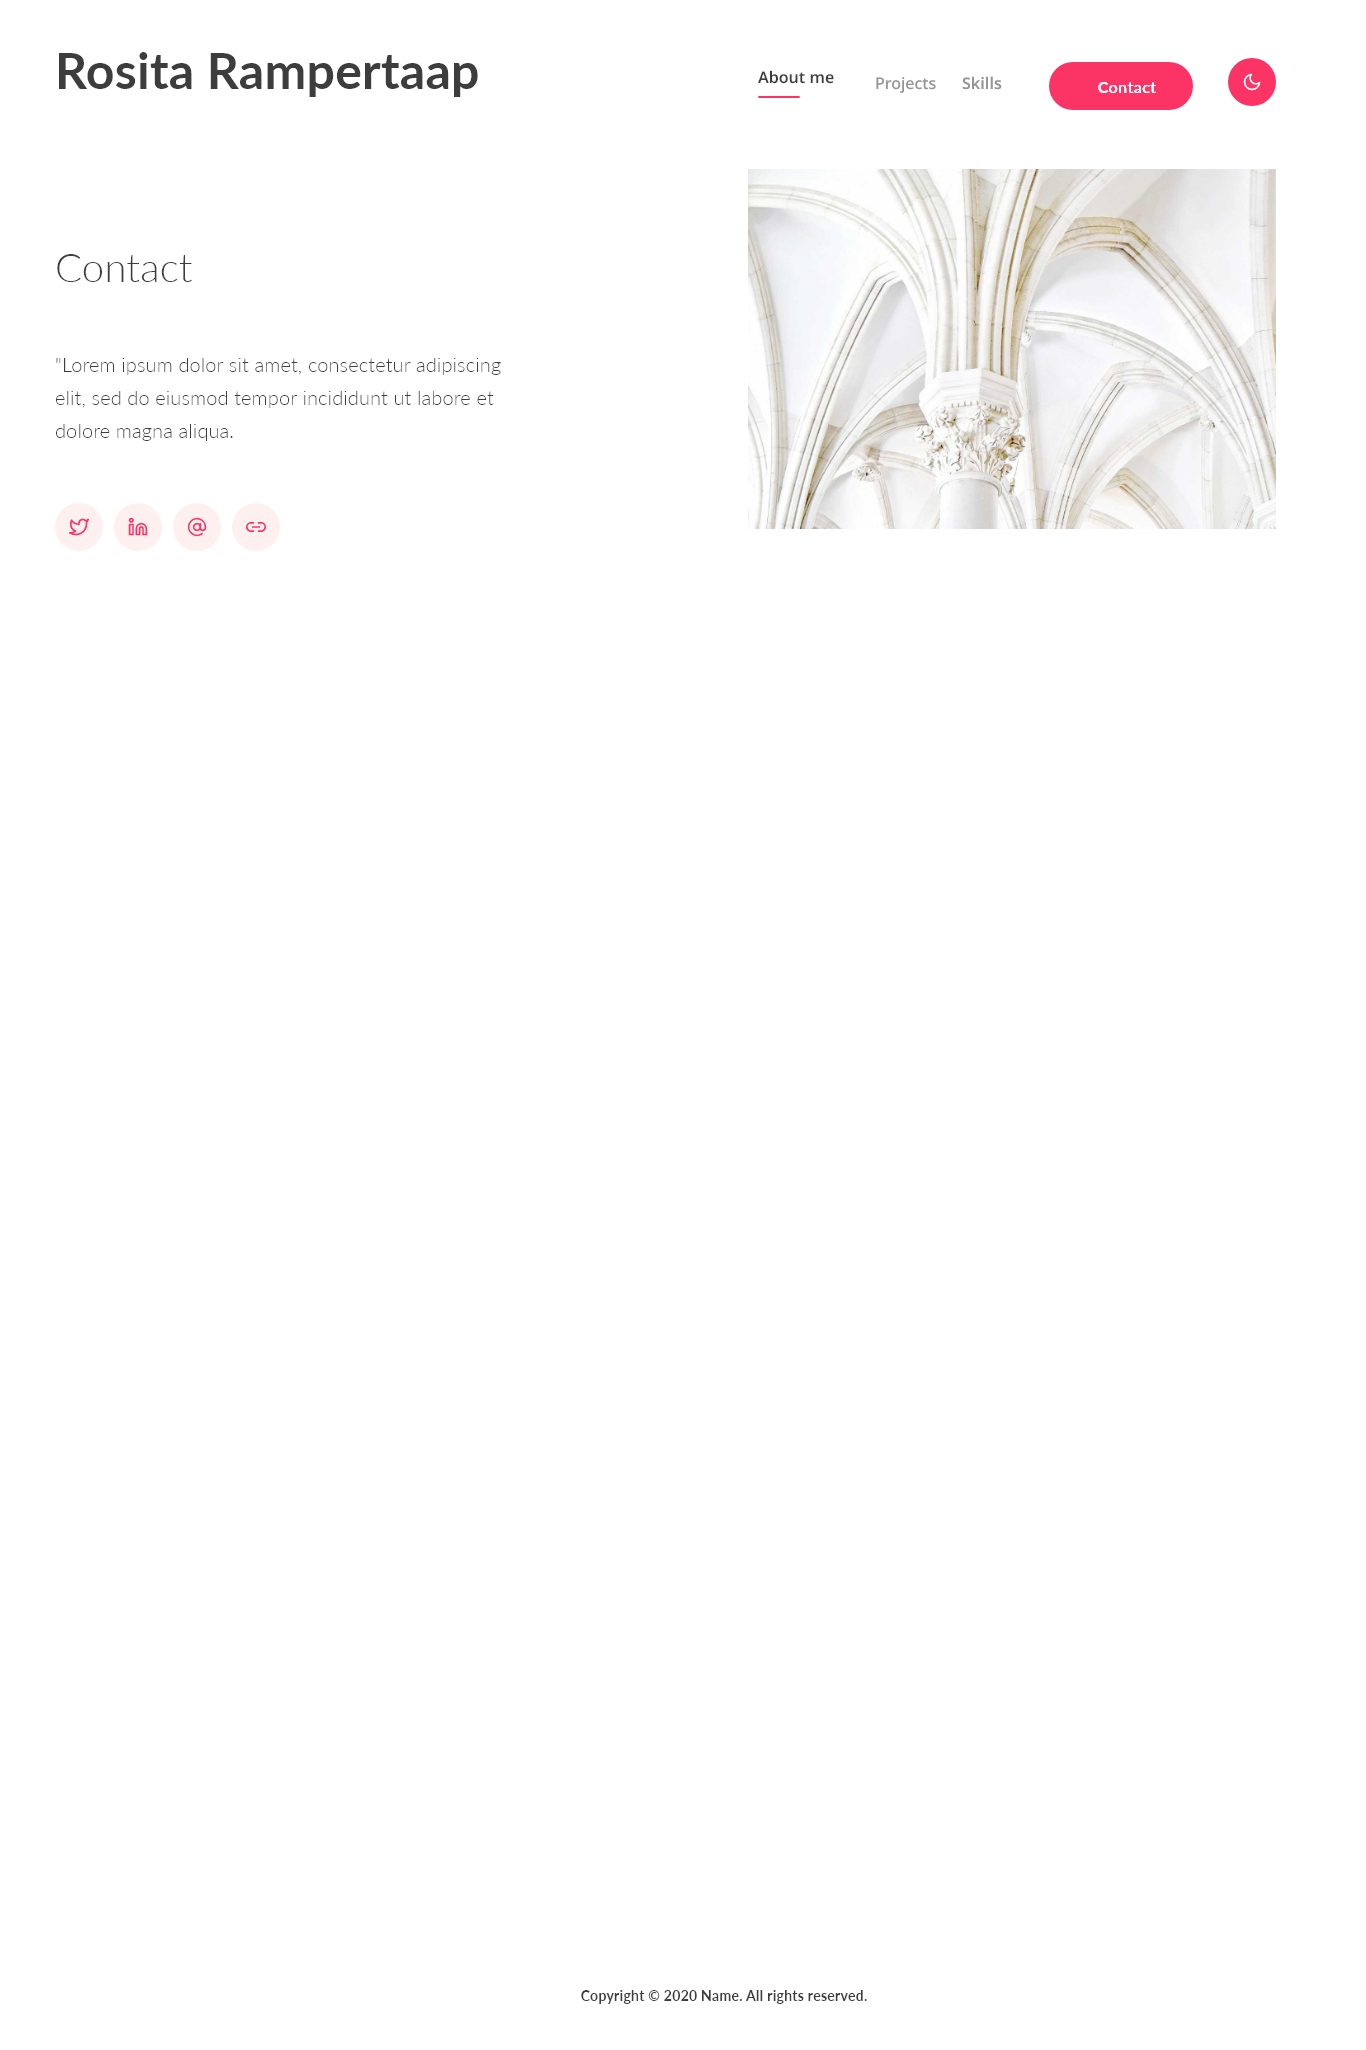 Rosita Rampertaap
About me
Projects
Skills
Contact
Contact
"Lorem ipsum dolor sit amet, consectetur adipiscing
elit, sed do eiusmod tempor incididunt ut labore et
dolore magna aliqua.
Copyright © 2020 Name. All rights reserved.